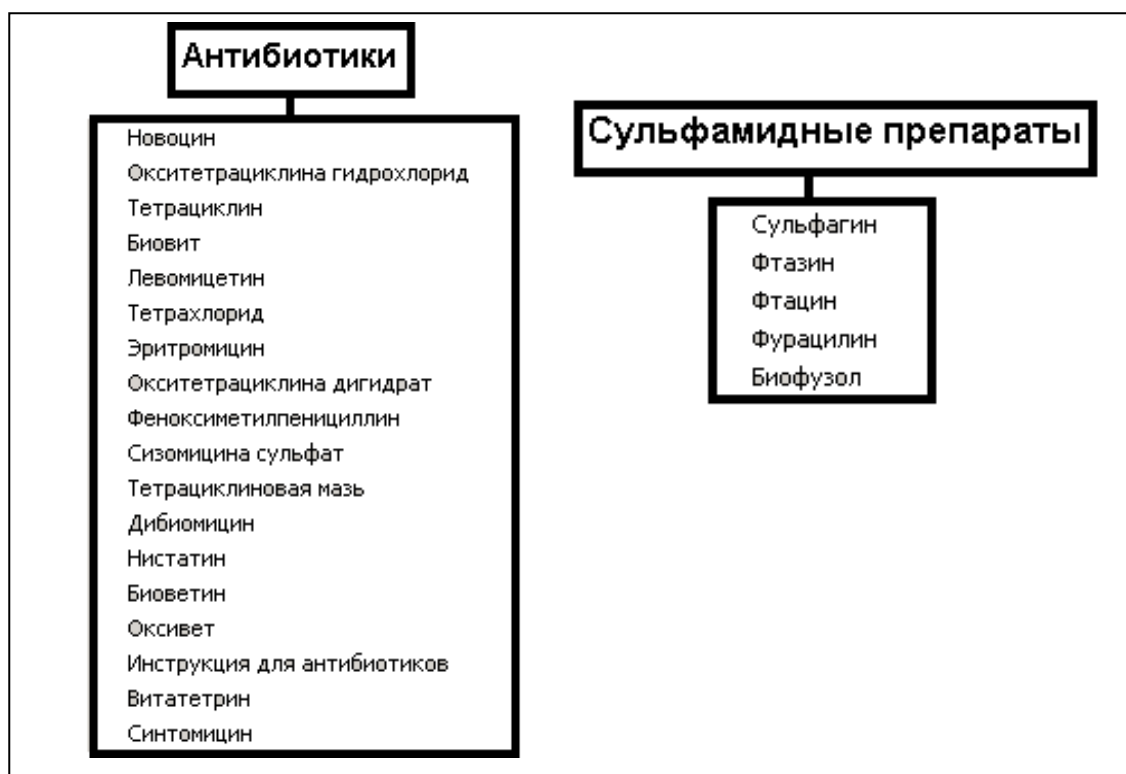 Антибиотики
Новоцин
Окситетрациклина гидрохлорид
Тетрациклин
Биовит
Левомицетин
Тетрахлорид
Эритромицин
Окситетрациклина дигидрат
Феноксиметилпенициллин
Сизомицина сульфат
Тетрациклиновая мазь
Дибиомицин
Нистатин
Биоветин
Оксивет
Инструкция для антибиотиков
Витатетрин
Синтомицин
Сульфамидные препараты
Сульфагин
Фтазин
Фтацин
Фурацилин
Биофузол